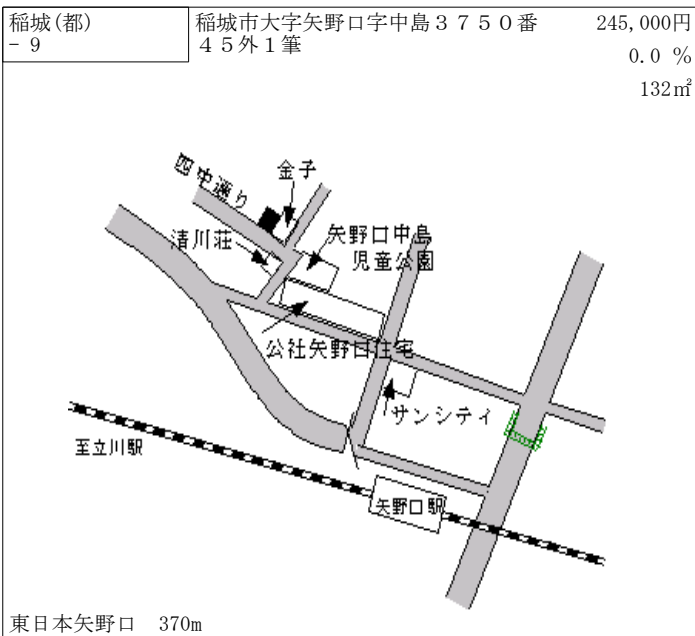 稲城(都)
- 9
稲城市大字矢野口字中島３７５０番
４５外１筆
245,000円
0.0 %
132㎡
四中通り
金子
清川荘
矢野口中島
児童公園
公社矢野口住宅
サンシティ
至立川駅
矢野口駅
東日本矢野口　370m